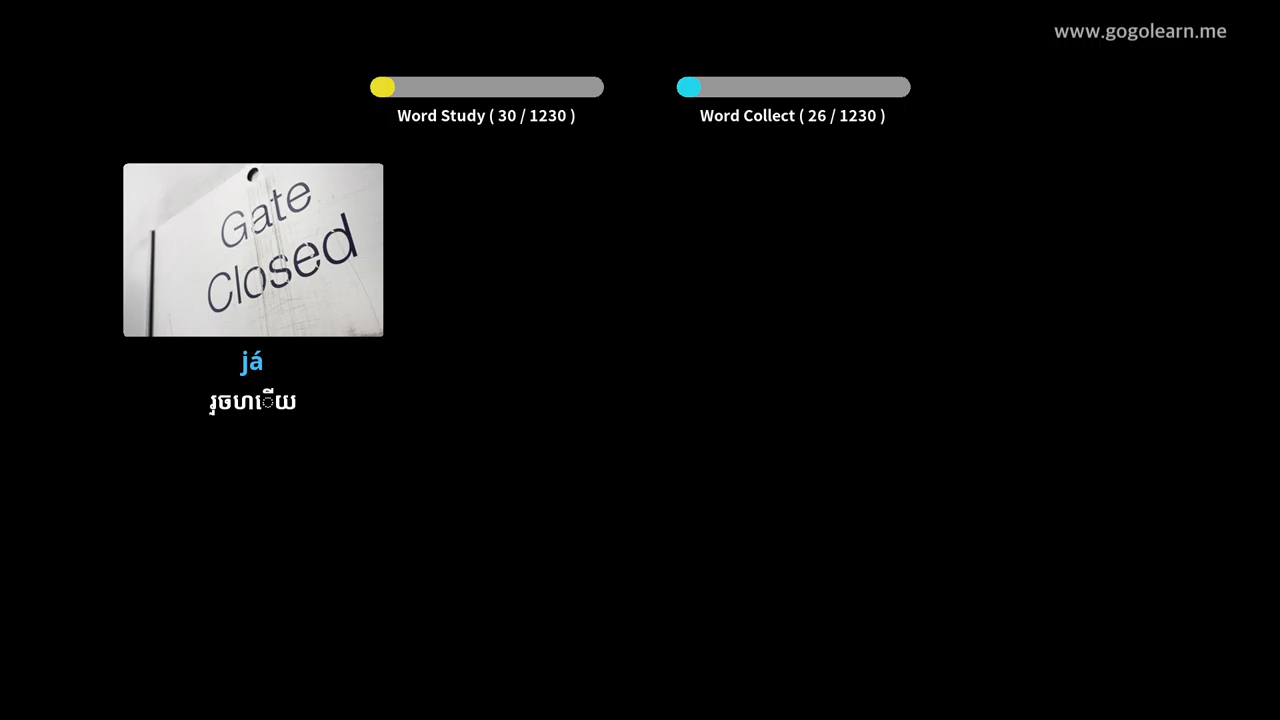 www.gogolearn.me
Word Study ( 30 / 1230 )
Word Collect ( 26 / 1230 )
Gate
Closed
já
រួចហើយ